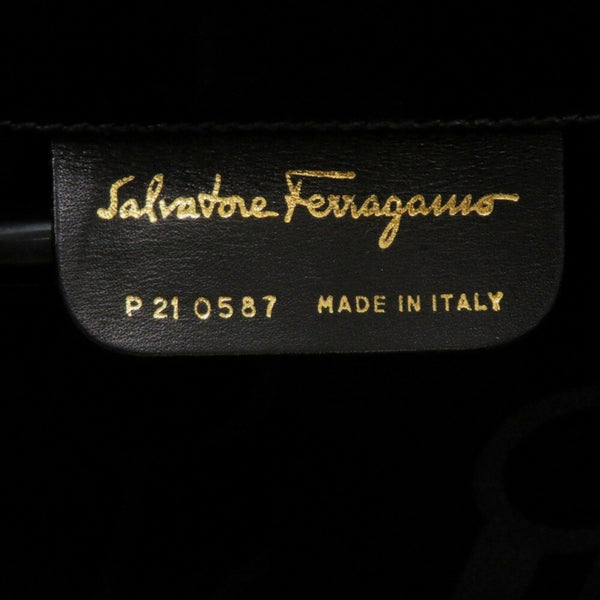 Salvatore Ferragamo
P 21 0587 MADE IN ITALY